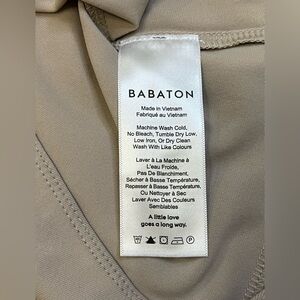 BABATON
Made in Vietnam
Fabriqué au Vietnam
Machine Wash Cold,
No Bleach, Tumble Dry Low,
Low Iron, Or Dry Clean
Wash With Like Colours
Laver À La Machine À
L'eau Froide,
Pas De Blanchiment,
Sécher À Basse Température,
Repasser À Basse Température,
Ou Nettoyer À Sec
Laver Avec Des Couleurs
Semblables
A little love
goes a long way.
P